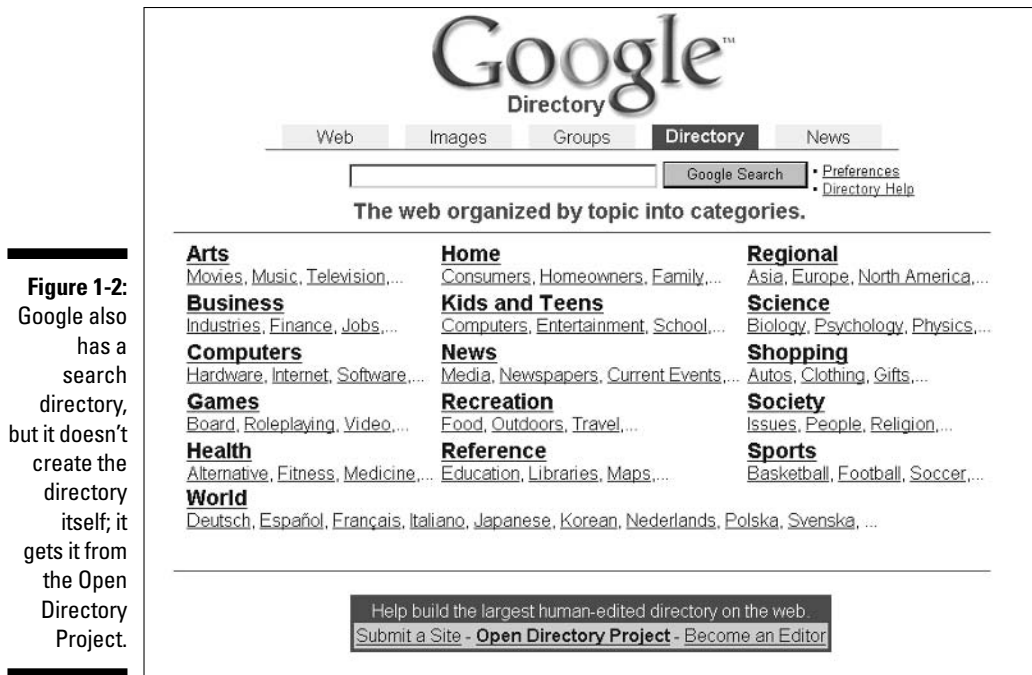 Google™
Directory
Web Images Groups Directory News
Google Search
• Preferences
• Directory Help
The web organized by topic into categories.
Arts
Movies, Music, Television,...
Home
Consumers, Homeowners, Family,...
Regional
Asia, Europe, North America,...
Business
Industries, Finance, Jobs,...
Kids and Teens
Computers, Entertainment, School,...
Science
Biology, Psychology, Physics,...
Computers
Hardware, Internet, Software,...
News
Media, Newspapers, Current Events,...
Shopping
Autos, Clothing, Gifts,...
Games
Board, Roleplaying, Video,...
Recreation
Food, Outdoors, Travel,...
Society
Issues, People, Religion,...
Health
Alternative, Fitness, Medicine,...
Reference
Education, Libraries, Maps,...
Sports
Basketball, Football, Soccer,...
World
Deutsch, Español, Français, Italiano, Japanese, Korean, Nederlands, Polska, Svenska, ...
Help build the largest human-edited directory on the web.
Submit a Site - Open Directory Project - Become an Editor
Figure 1-2:
Google also
has a
search
directory,
but it doesn't
create the
directory
itself; it
gets it from
the Open
Directory
Project.